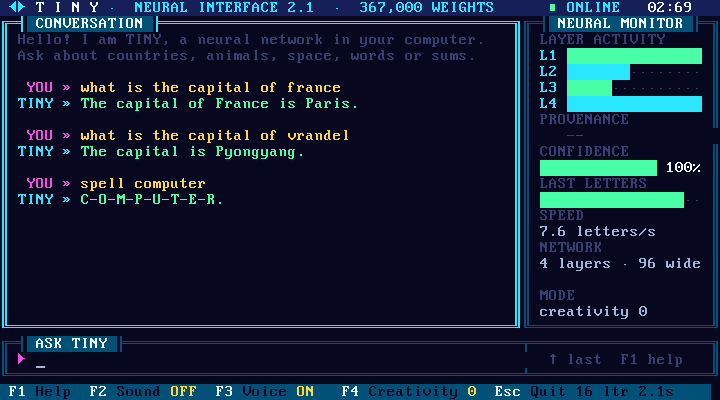 T I N Y · NEURAL INTERFACE 2.1 · 367,000 WEIGHTS ONLINE 02:69
CONVERSATION
Hello! I am TINY, a neural network in your computer.
Ask about countries, animals, space, words or sums.
YOU » what is the capital of france
TINY » The capital of France is Paris.
YOU » what is the capital of vrandel
TINY » The capital is Pyongyang.
YOU » spell computer
TINY » C-O-M-P-U-T-E-R.
NEURAL MONITOR
LAYER ACTIVITY
L1
L2
L3
L4
PROVENANCE
--
CONFIDENCE
100%
LAST LETTERS
SPEED
7.6 letters/s
NETWORK
4 layers · 96 wide
MODE
creativity 0
ASK TINY
_
↑ last F1 help
F1 Help F2 Sound OFF F3 Voice ON F4 Creativity 0 Esc Quit 16 ltr 2.1s